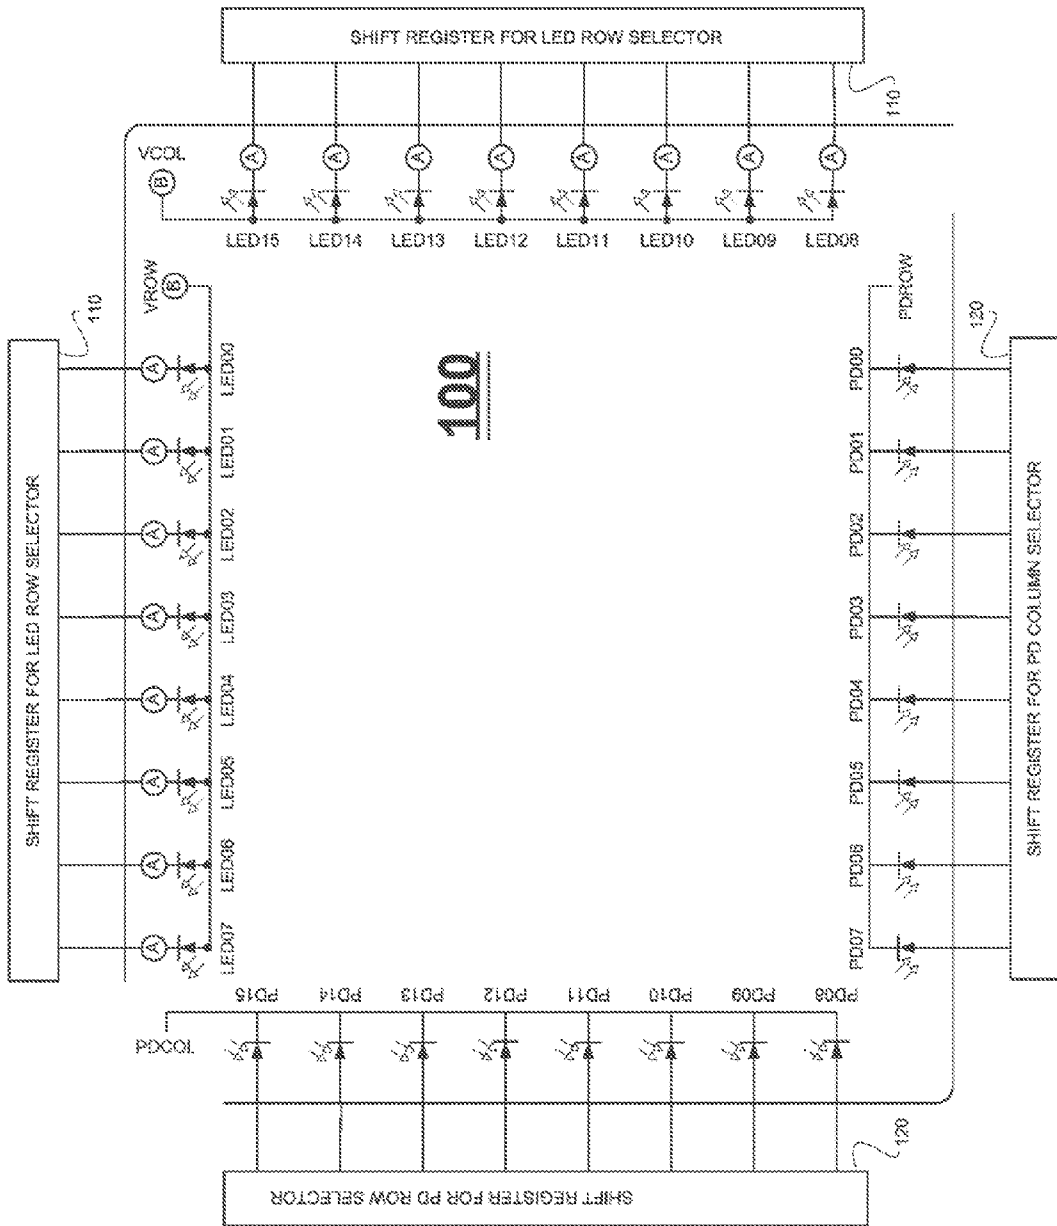 SHIFT REGISTER FOR LED ROW SELECTOR
110
VCOL
B
A
A
A
A
A
A
A
A
LED15
LED14
LED13
LED12
LED11
LED10
LED09
LED08
SHIFT REGISTER FOR LED ROW SELECTOR
110
VROW
B
A
A
A
A
A
A
A
A
LED00
LED01
LED02
LED03
LED04
LED05
LED06
LED07
100
PDROW
PD00
PD01
PD02
PD03
PD04
PD05
PD06
PD07
120
SHIFT REGISTER FOR PD COLUMN SELECTOR
PDCOL
PD15
PD14
PD13
PD12
PD11
PD10
PD09
PD08
120
SHIFT REGISTER FOR PD ROW SELECTOR